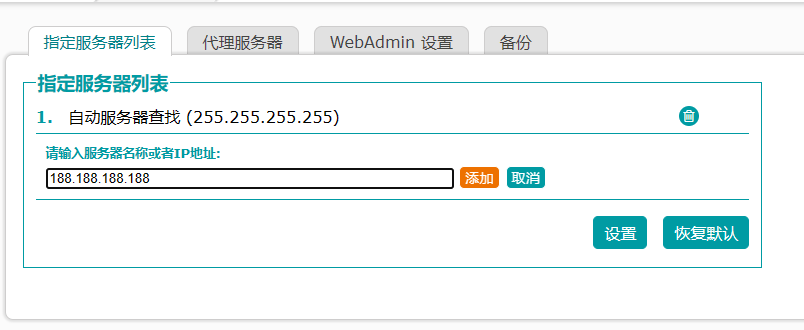 指定服务器列表 代理服务器 WebAdmin 设置 备份
指定服务器列表
1. 自动服务器查找 (255.255.255.255)
请输入服务器名称或者IP地址:
188.188.188.188 添加 取消
设置 恢复默认